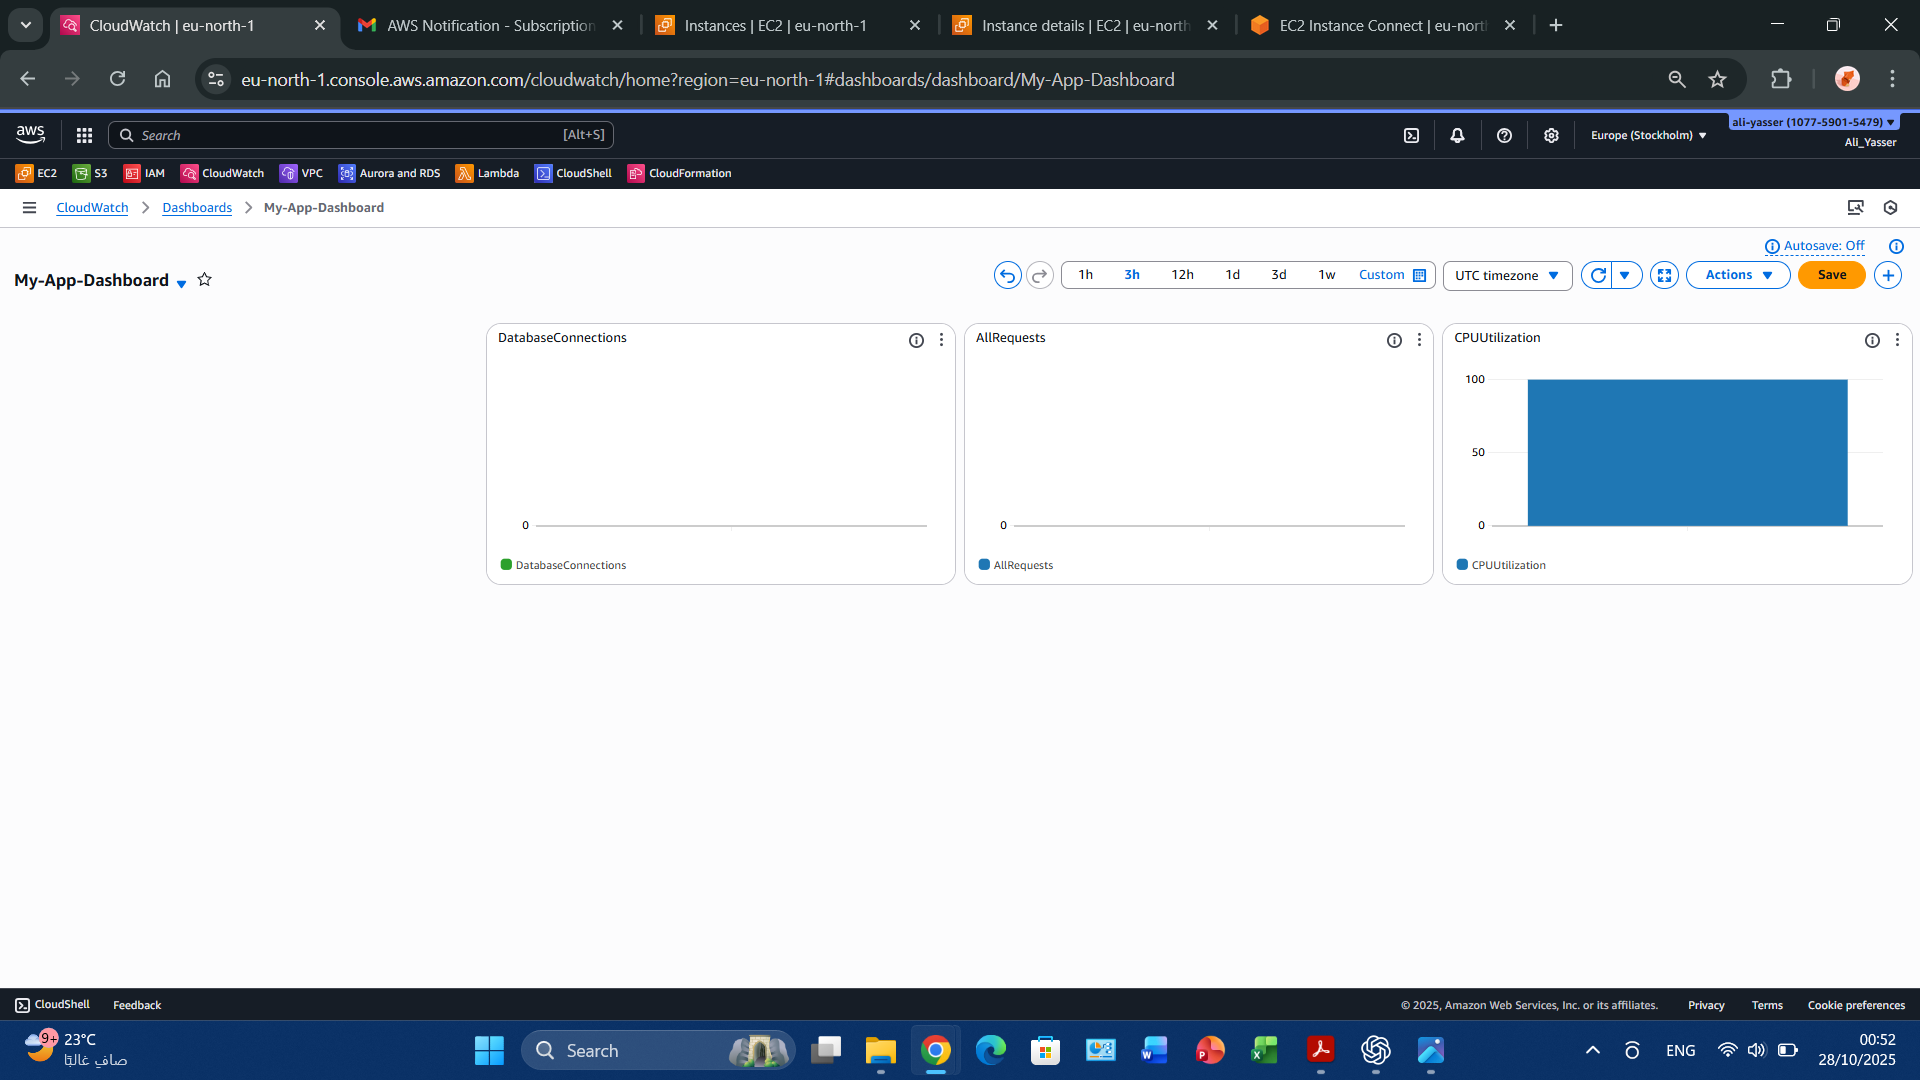 CloudWatch | eu-north-1
AWS Notification - Subscription
Instances | EC2 | eu-north-1
Instance details | EC2 | eu-north
EC2 Instance Connect | eu-nort
eu-north-1.console.aws.amazon.com/cloudwatch/home?region=eu-north-1#dashboards/dashboard/My-App-Dashboard
aws
Search
[Alt+S]
Europe (Stockholm)
ali-yasser (1077-5901-5479)
Ali_Yasser
EC2
S3
IAM
CloudWatch
VPC
Aurora and RDS
Lambda
CloudShell
CloudFormation
CloudWatch
Dashboards
My-App-Dashboard
Autosave: Off
My-App-Dashboard
1h
3h
12h
1d
3d
1w
Custom
UTC timezone
Actions
Save
DatabaseConnections
0
DatabaseConnections
AllRequests
0
AllRequests
CPUUtilization
100
50
0
CPUUtilization
CloudShell
Feedback
© 2025, Amazon Web Services, Inc. or its affiliates.
Privacy
Terms
Cookie preferences
9+
23°C
صافٍ غالبًا
Search
W
P
X
ENG
00:52
28/10/2025